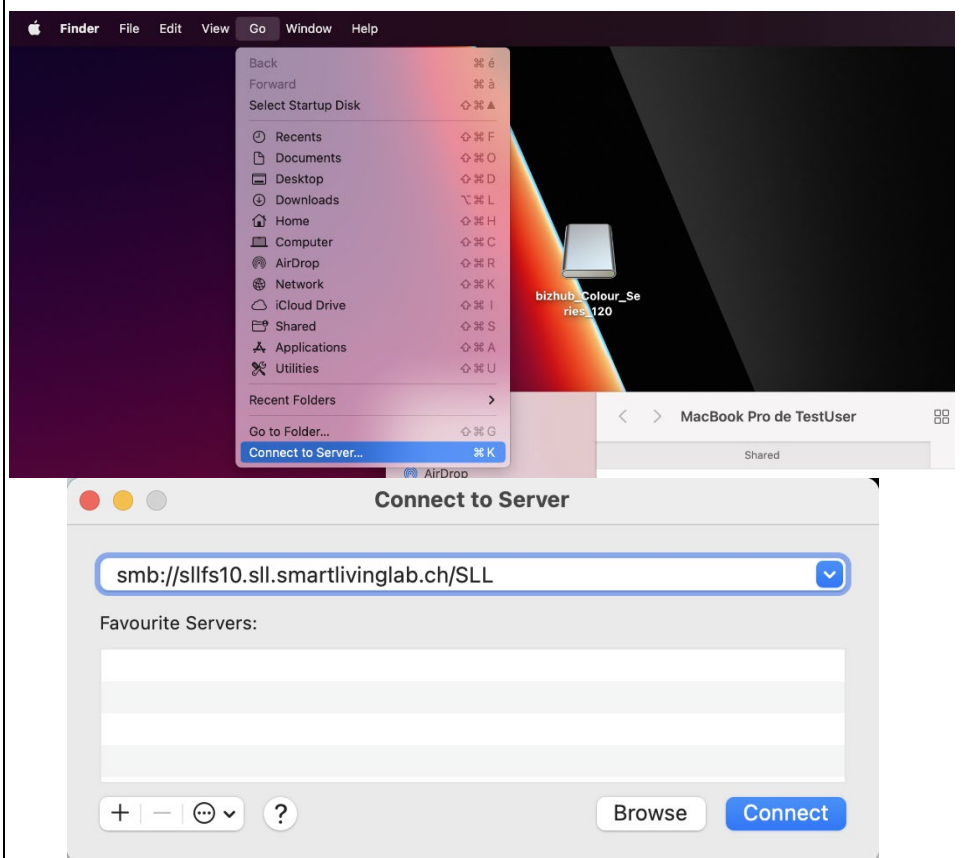 Finder File Edit View Go Window Help
Back ⌘ é
Forward ⌘ à
Select Startup Disk ⇧⌘▲
Recents ⇧⌘F
Documents ⇧⌘O
Desktop ⇧⌘D
Downloads ⌥⌘L
Home ⇧⌘H
Computer ⇧⌘C
AirDrop ⇧⌘R
Network ⇧⌘K
iCloud Drive ⇧⌘I
Shared ⇧⌘S
Applications ⇧⌘A
Utilities ⇧⌘U
Recent Folders >
Go to Folder... ⇧⌘G
Connect to Server... ⌘K
bizhub_Colour_Se
ries_120
MacBook Pro de TestUser
Shared
AirDrop
Connect to Server
smb://sllfs10.sll.smartlivinglab.ch/SLL
Favourite Servers:
+ − ?
Browse Connect